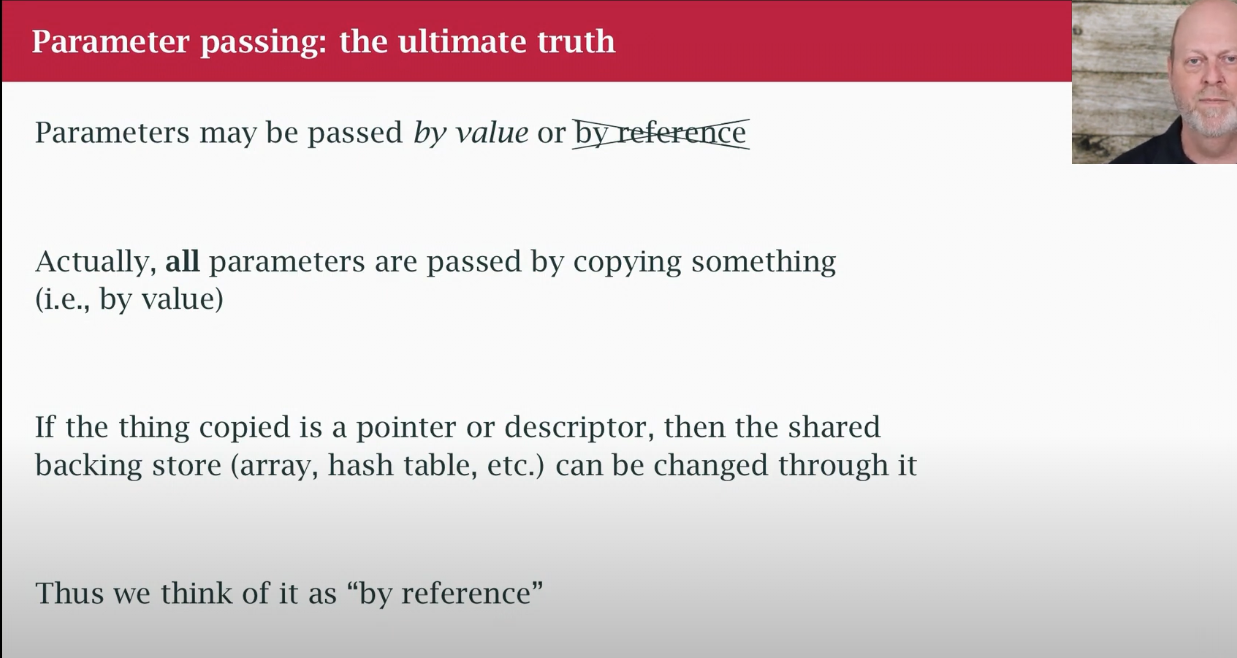 Parameter passing: the ultimate truth
Parameters may be passed by value or by reference
Actually, all parameters are passed by copying something
(i.e., by value)
If the thing copied is a pointer or descriptor, then the shared
backing store (array, hash table, etc.) can be changed through it
Thus we think of it as “by reference”